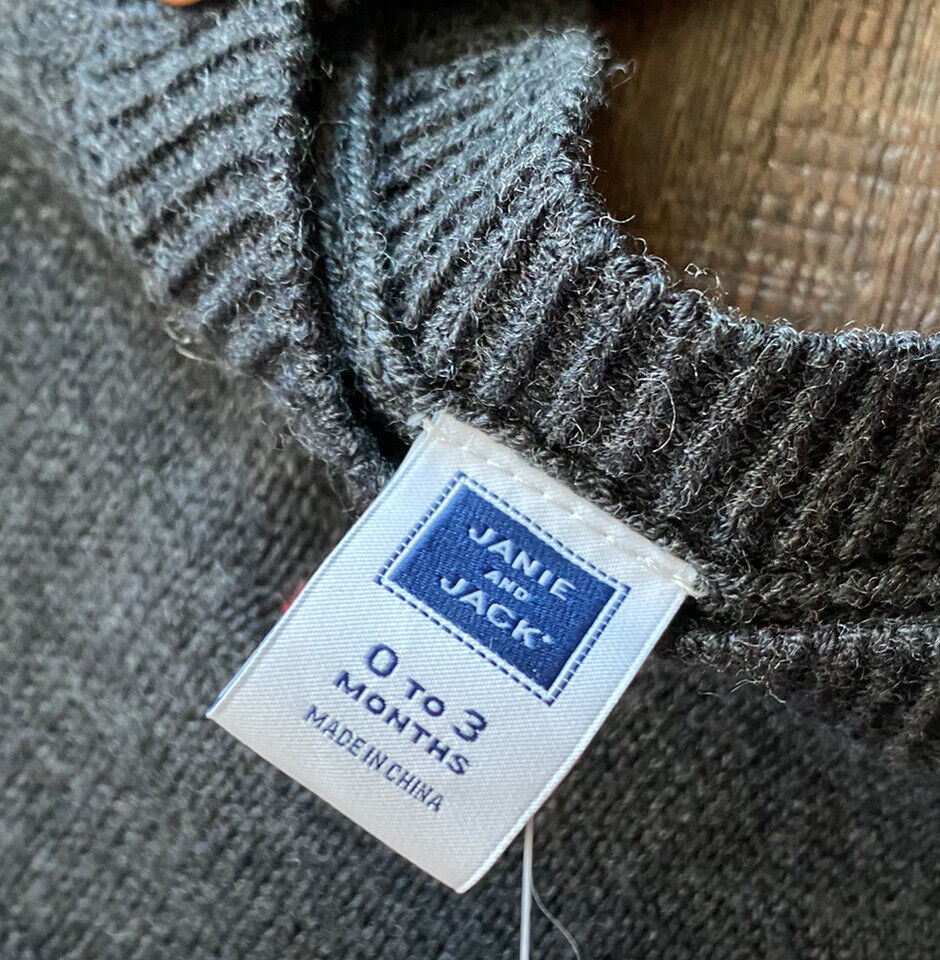 JANIE
AND
JACK
0 TO 3
MONTHS
MADE IN CHINA